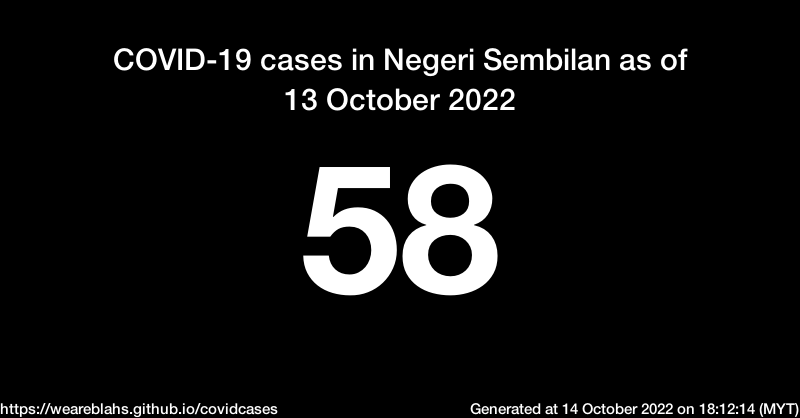 COVID-19 cases in Negeri Sembilan as of
13 October 2022
58
https://weareblahs.github.io/covidcases
Generated at 14 October 2022 on 18:12:14 (MYT)